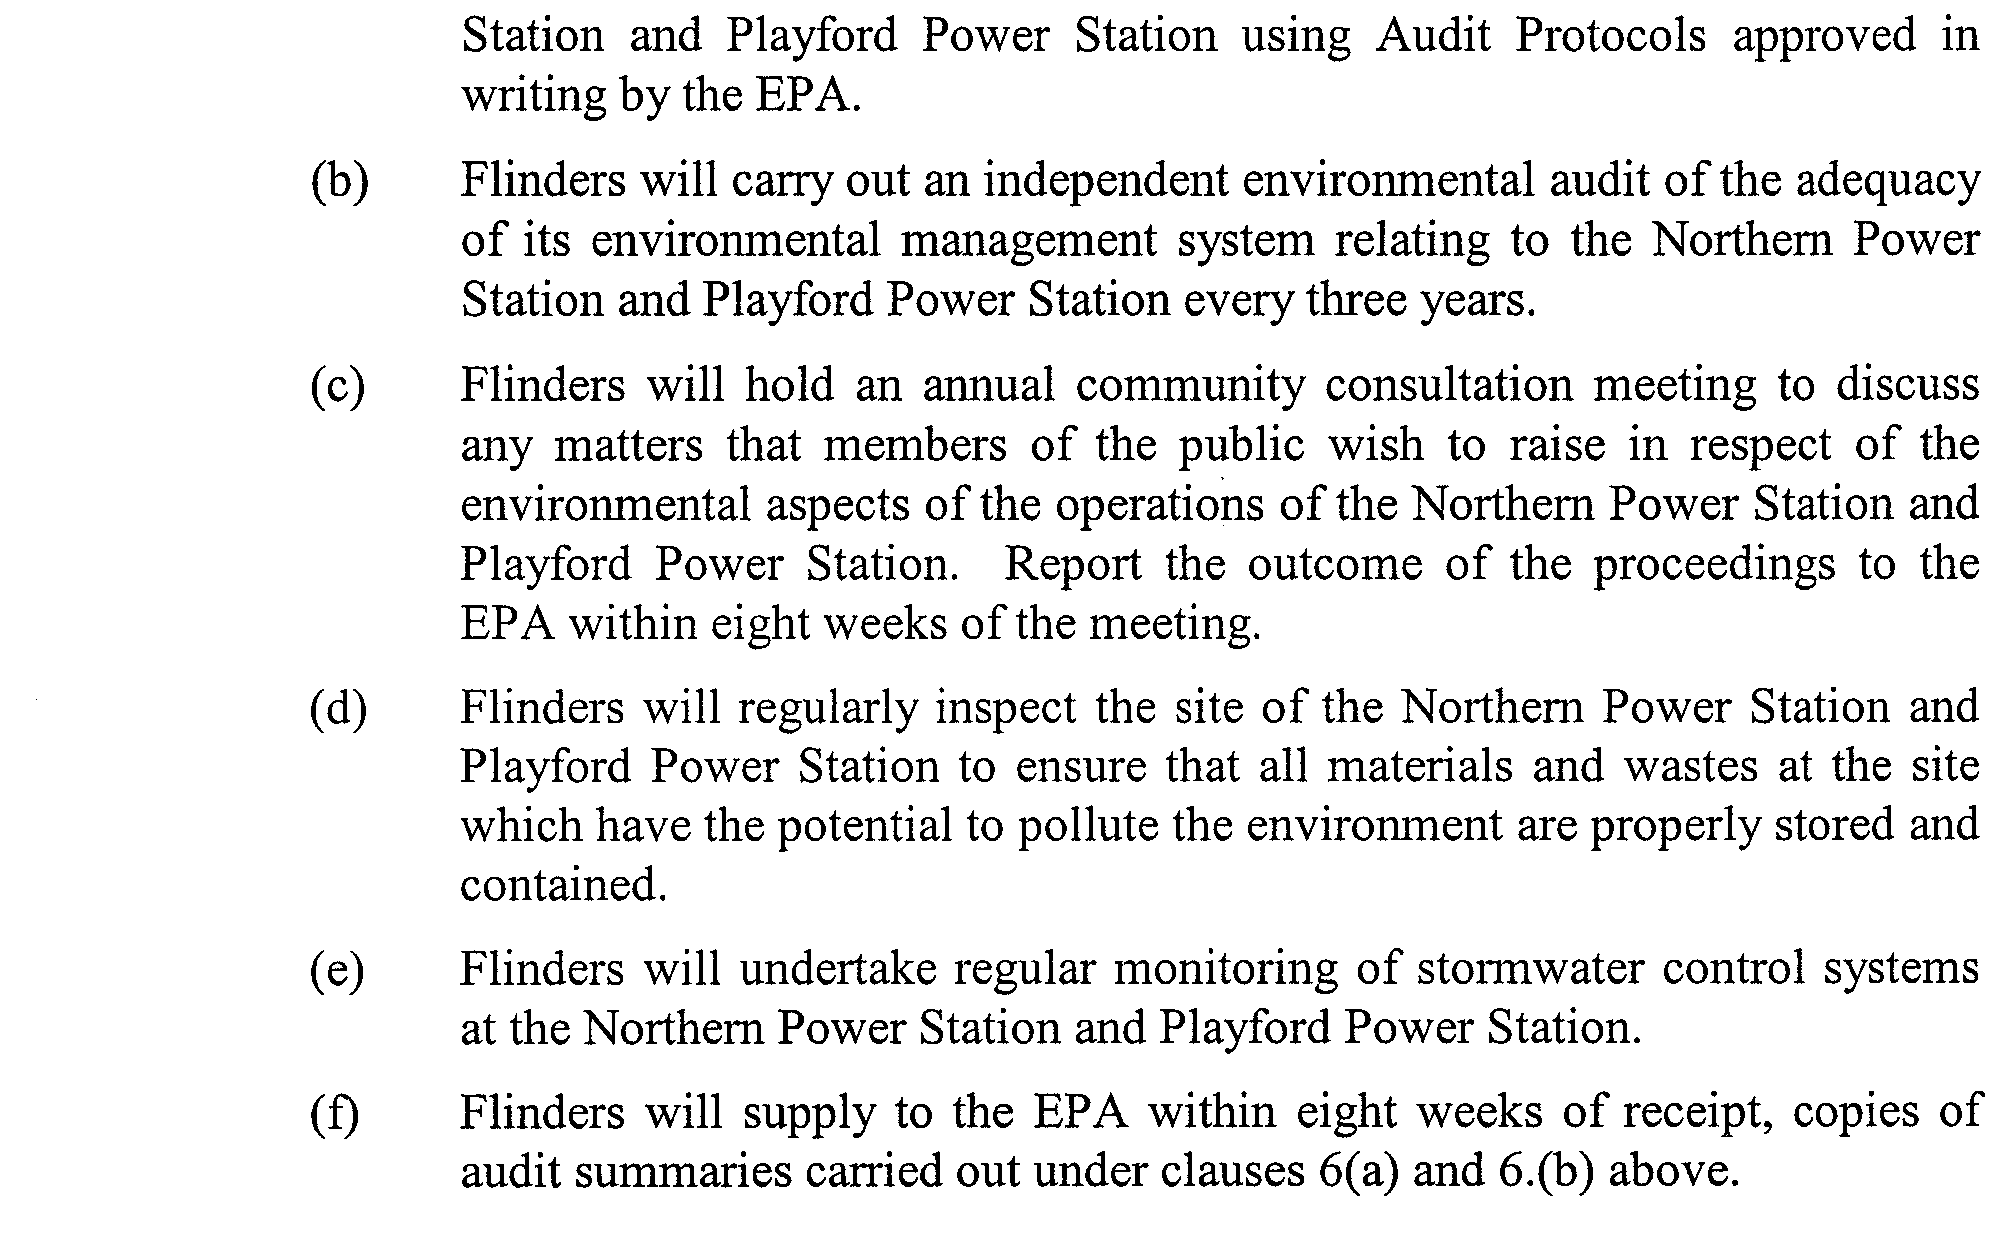 Station and Playford Power Station using Audit Protocols approved in
writing by the EPA.
(b) Flinders will carry out an independent environmental audit of the adequacy
of its environmental management system relating to the Northern Power
Station and Playford Power Station every three years.
(c) Flinders will hold an annual community consultation meeting to discuss
any matters that members of the public wish to raise in respect of the
environmental aspects of the operations of the Northern Power Station and
Playford Power Station. Report the outcome of the proceedings to the
EPA within eight weeks of the meeting.
(d) Flinders will regularly inspect the site of the Northern Power Station and
Playford Power Station to ensure that all materials and wastes at the site
which have the potential to pollute the environment are properly stored and
contained.
(e) Flinders will undertake regular monitoring of stormwater control systems
at the Northern Power Station and Playford Power Station.
(f) Flinders will supply to the EPA within eight weeks of receipt, copies of
audit summaries carried out under clauses 6(a) and 6.(b) above.